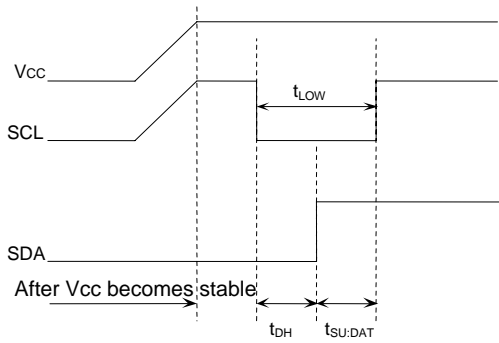 Vcc
tLOW
SCL
SDA
After Vcc becomes stable
tDH
tSU;DAT